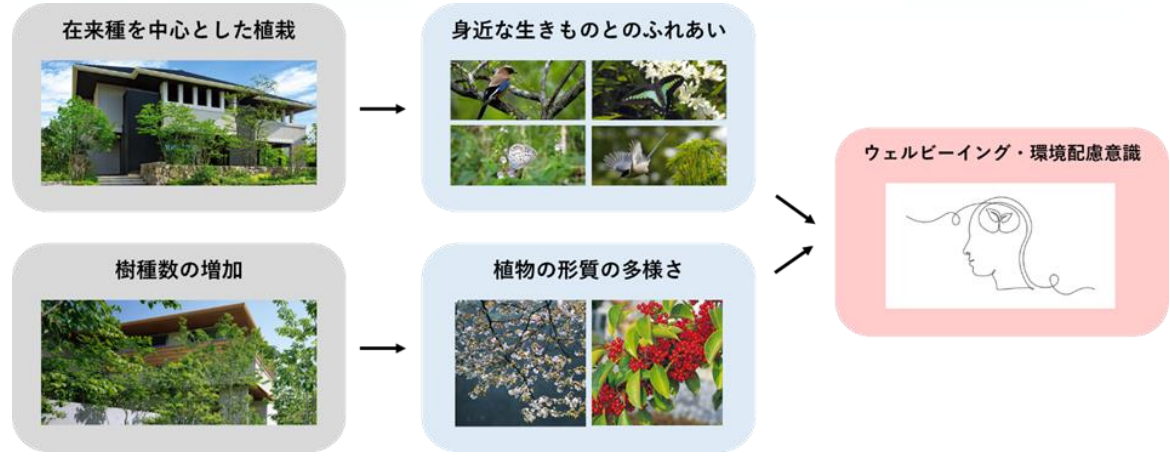 在来種を中心とした植栽
身近な生きものとのふれあい
樹種数の増加
植物の形質の多様さ
ウェルビーイング・環境配慮意識